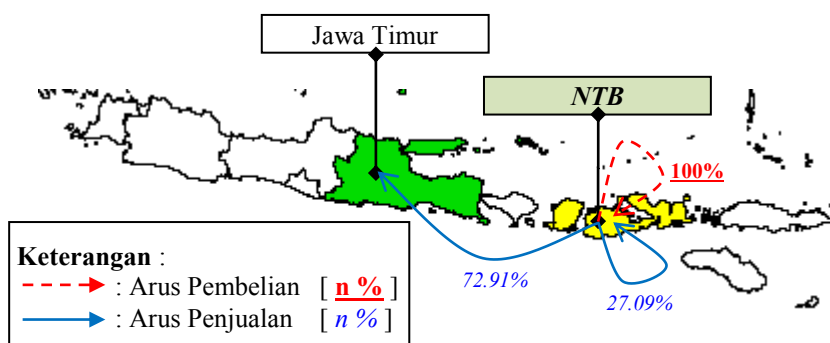 Jawa Timur
NTB
100%
72.91%
27.09%
Keterangan :
: Arus Pembelian [ n % ]
: Arus Penjualan [ n % ]